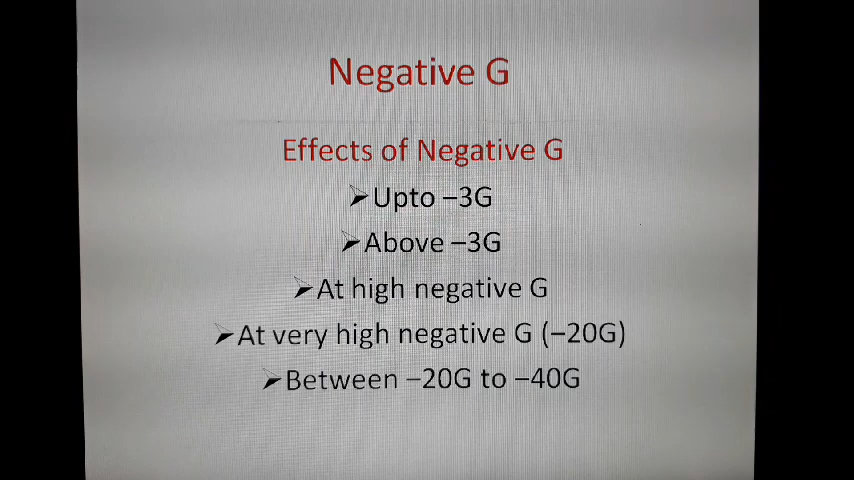 Negative G
Effects of Negative G
➢Upto –3G
➢Above –3G
➢At high negative G
➢At very high negative G (–20G)
➢Between –20G to –40G